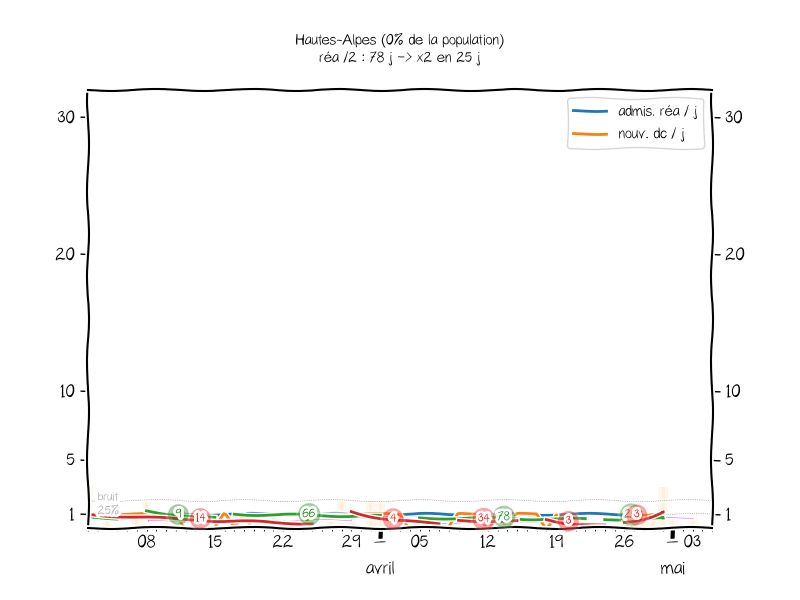 Hautes-Alpes (0% de la population)
réa /2 : 78 j -> x2 en 25 j
admis. réa / j
nouv. dc / j
30 30
20 20
10 10
5 5
bruit
25%
1 1
9 14 66 4 34 78 3 3
08 15 22 29 05 12 19 26 03
avril mai